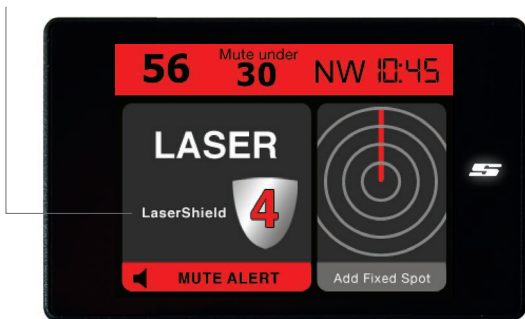 56 Mute under 30 NW 10:45
LASER
LaserShield 4
MUTE ALERT
Add Fixed Spot